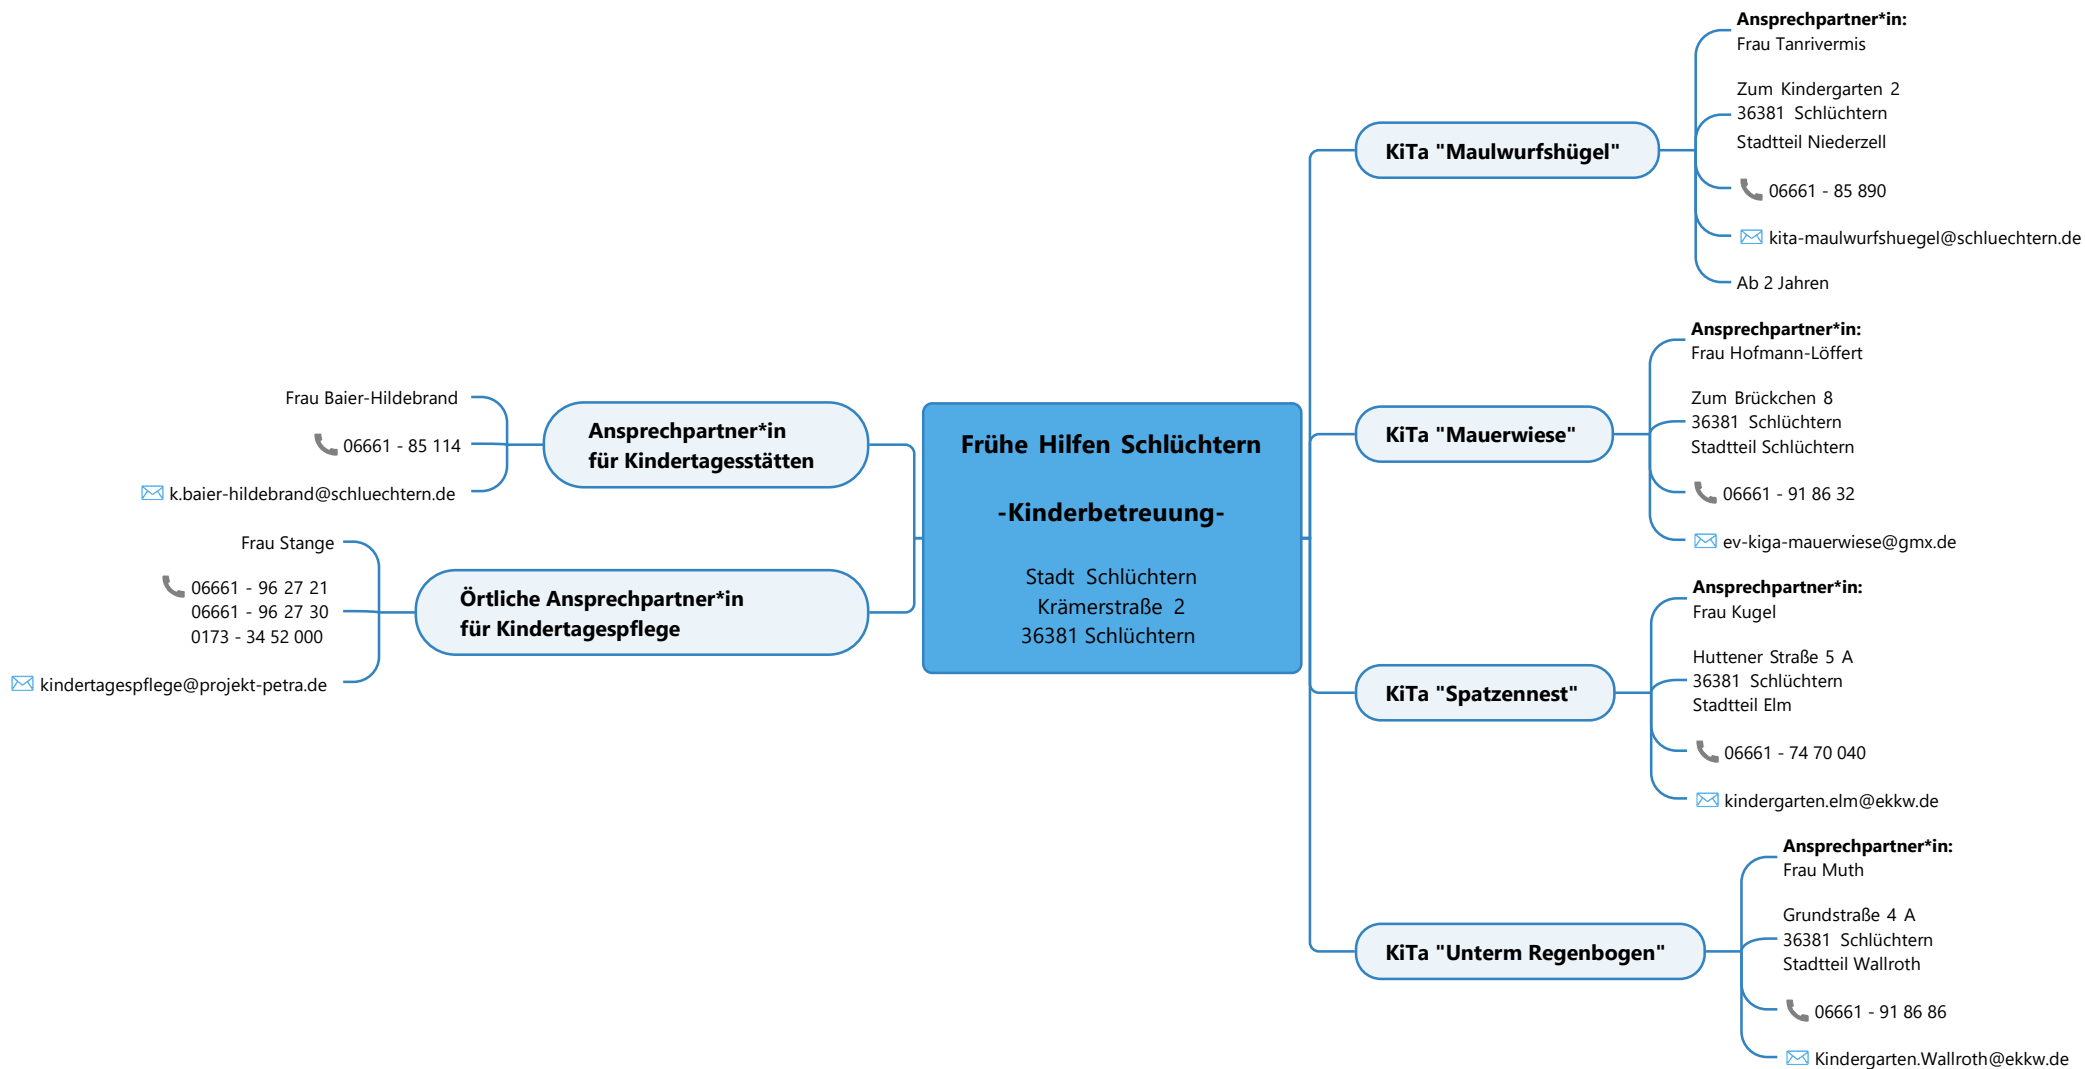 Frühe Hilfen Schlüchtern
-Kinderbetreuung-
Stadt Schlüchtern
Krämerstraße 2
36381 Schlüchtern
Ansprechpartner*in
für Kindertagesstätten
Frau Baier-Hildebrand
06661 - 85 114
k.baier-hildebrand@schluechtern.de
Örtliche Ansprechpartner*in
für Kindertagespflege
Frau Stange
06661 - 96 27 21
06661 - 96 27 30
0173 - 34 52 000
kindertagespflege@projekt-petra.de
KiTa "Maulwurfshügel"
Ansprechpartner*in:
Frau Tanrivermis
Zum Kindergarten 2
36381 Schlüchtern
Stadtteil Niederzell
06661 - 85 890
kita-maulwurfshuegel@schluechtern.de
Ab 2 Jahren
KiTa "Mauerwiese"
Ansprechpartner*in:
Frau Hofmann-Löffert
Zum Brückchen 8
36381 Schlüchtern
Stadtteil Schlüchtern
06661 - 91 86 32
ev-kiga-mauerwiese@gmx.de
KiTa "Spatzennest"
Ansprechpartner*in:
Frau Kugel
Huttener Straße 5 A
36381 Schlüchtern
Stadtteil Elm
06661 - 74 70 040
kindergarten.elm@ekkw.de
KiTa "Unterm Regenbogen"
Ansprechpartner*in:
Frau Muth
Grundstraße 4 A
36381 Schlüchtern
Stadtteil Wallroth
06661 - 91 86 86
Kindergarten.Wallroth@ekkw.de